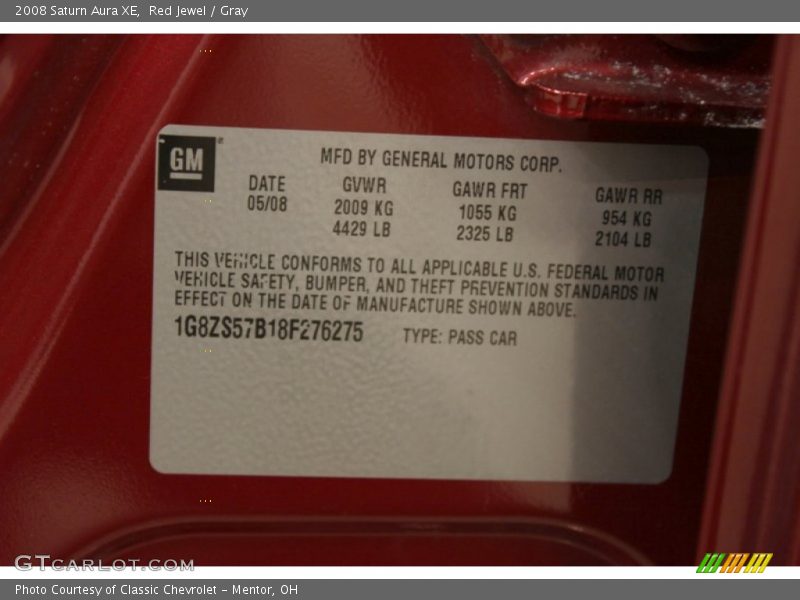 2008 Saturn Aura XE, Red Jewel / Gray
GM
MFD BY GENERAL MOTORS CORP.
DATE GVWR GAWR FRT GAWR RR
05/08 2009 KG 1055 KG 954 KG
4429 LB 2325 LB 2104 LB
THIS VEHICLE CONFORMS TO ALL APPLICABLE U.S. FEDERAL MOTOR
VEHICLE SAFETY, BUMPER, AND THEFT PREVENTION STANDARDS IN
EFFECT ON THE DATE OF MANUFACTURE SHOWN ABOVE.
1G8ZS57B18F276275 TYPE: PASS CAR
GTCARLOT.COM
Photo Courtesy of Classic Chevrolet - Mentor, OH